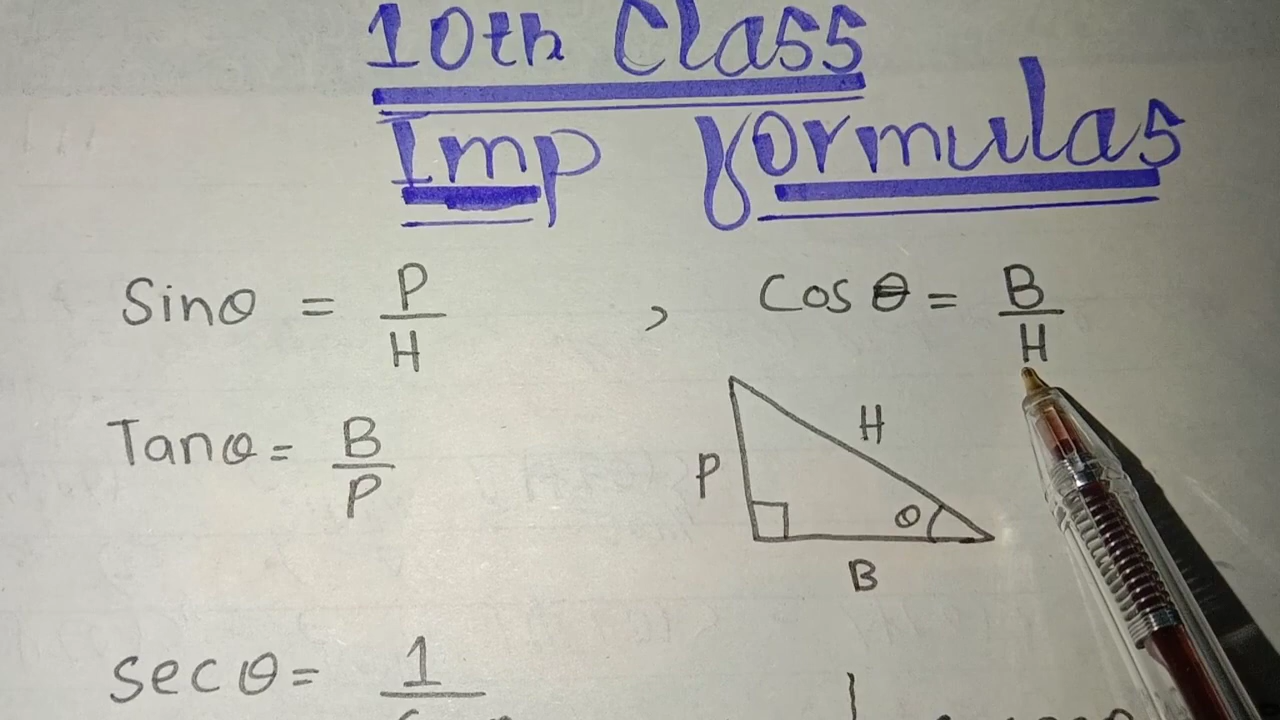 10th Class
Imp formulas
Sinθ = P/H , Cosθ = B/H
Tanθ = B/P
H
P
θ
B
secθ = 1